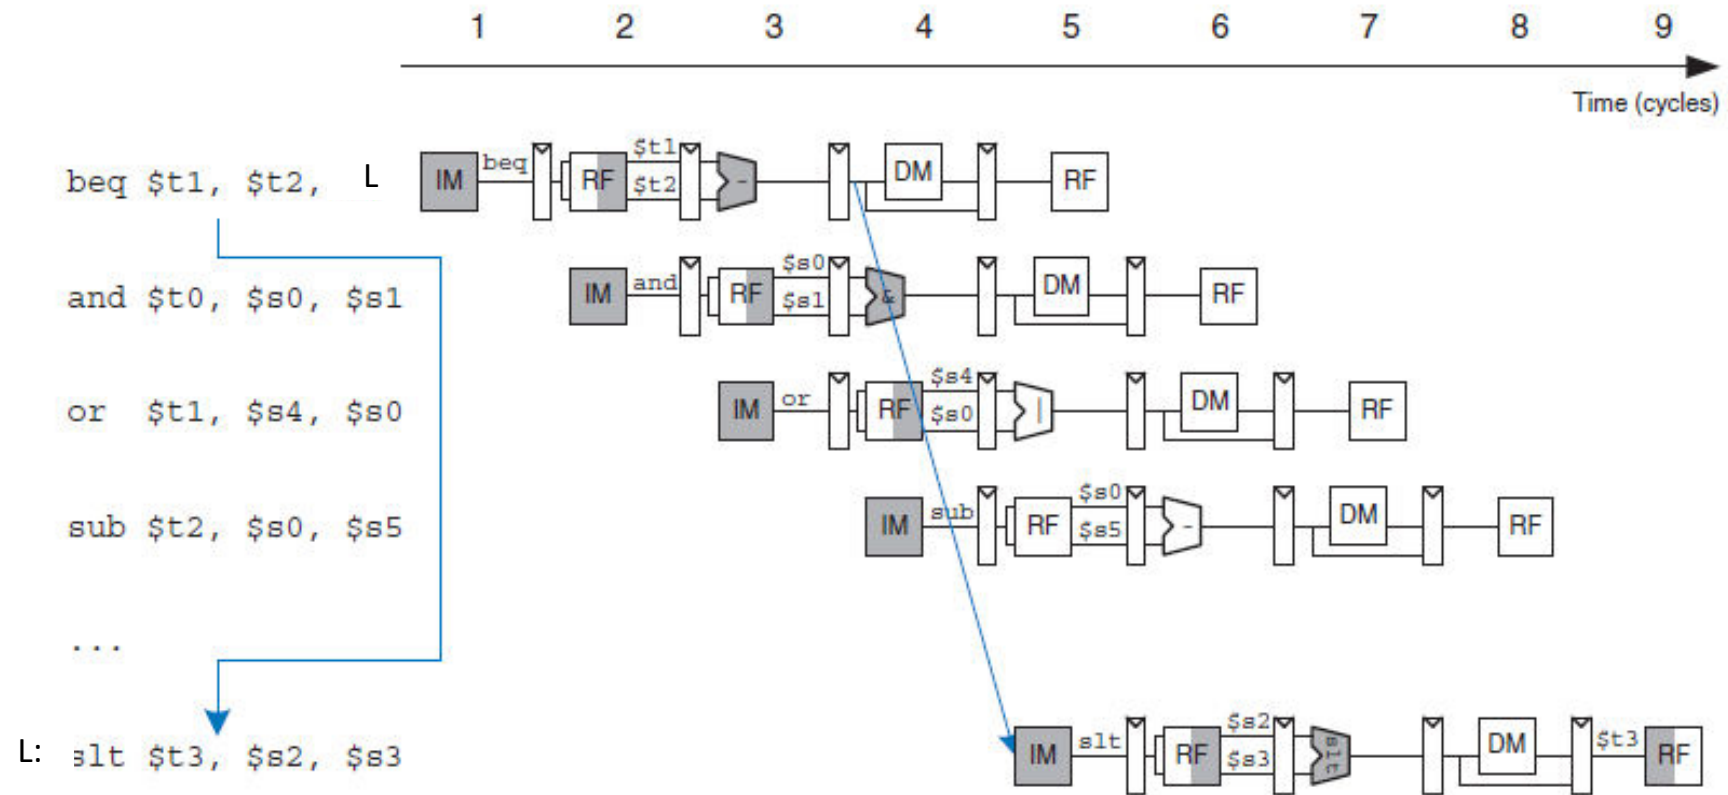 1 2 3 4 5 6 7 8 9
Time (cycles)
beq $t1, $t2, L IM beq RF $t1 $t2 - DM RF
and $t0, $s0, $s1 IM and RF $s0 $s1 & DM RF
or $t1, $s4, $s0 IM or RF $s4 $s0 | DM RF
sub $t2, $s0, $s5 IM sub RF $s0 $s5 - DM RF
...
L: slt $t3, $s2, $s3 IM slt RF $s2 $s3 slt DM $t3 RF